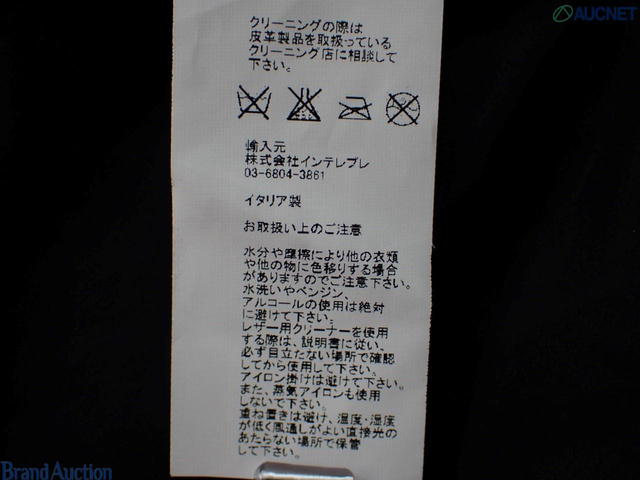 AUCNET
クリーニングの際は
皮革製品を取扱っている
クリーニング店に相談して
下さい。
輸入元
株式会社インテレプレ
03-6804-3861
イタリア製
お取扱い上のご注意
水分や摩擦により他の衣類
や他の物に色移りする場合
がありますのでご注意下さい。
水洗いやベンジン、
アルコールの使用は絶対
に避けて下さい。
レザー用クリーナーを使用
する際は、説明書に従い、
必ず目立たない場所で確認
してから使用して下さい。
アイロン掛けは避けて下さい。
また、蒸気アイロンも使用
しないで下さい。
重ね置きは避け、温度・湿度
が低く風通しがよい直接光の
あたらない場所で保管
して下さい。
Brand Auction